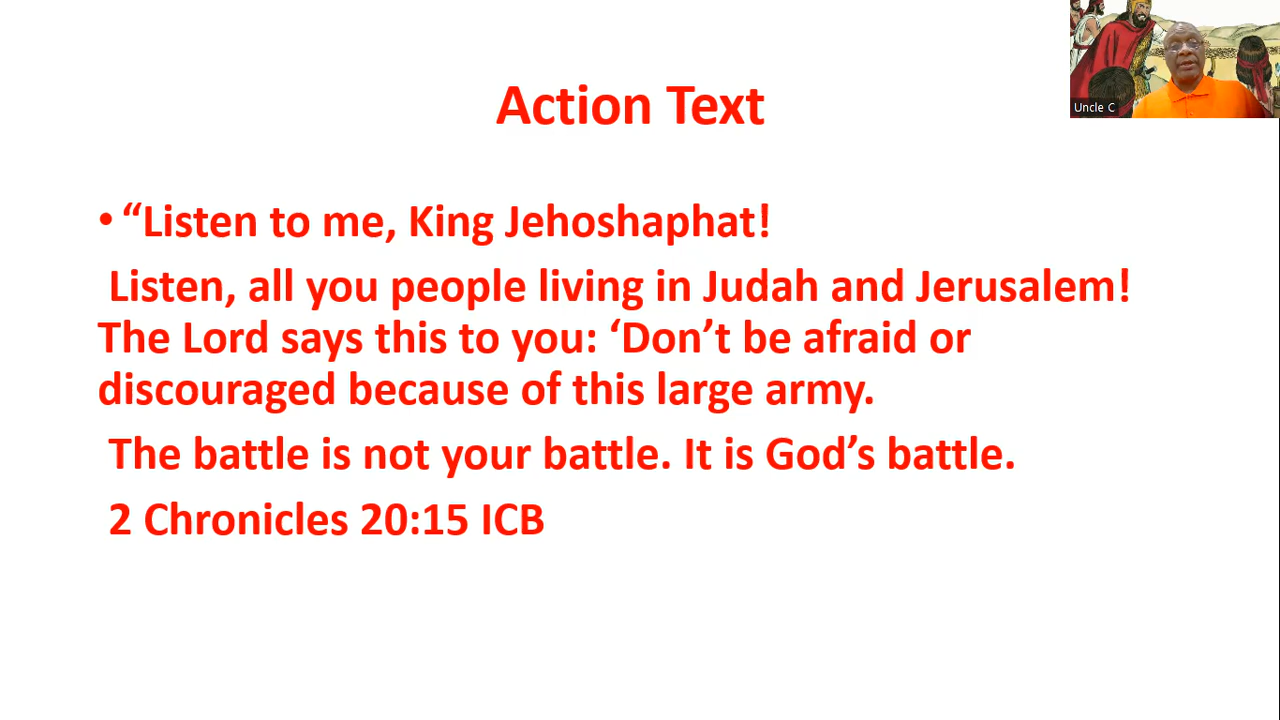 Action Text
Uncle C
• “Listen to me, King Jehoshaphat!
Listen, all you people living in Judah and Jerusalem!
The Lord says this to you: ‘Don’t be afraid or
discouraged because of this large army.
The battle is not your battle. It is God’s battle.
2 Chronicles 20:15 ICB